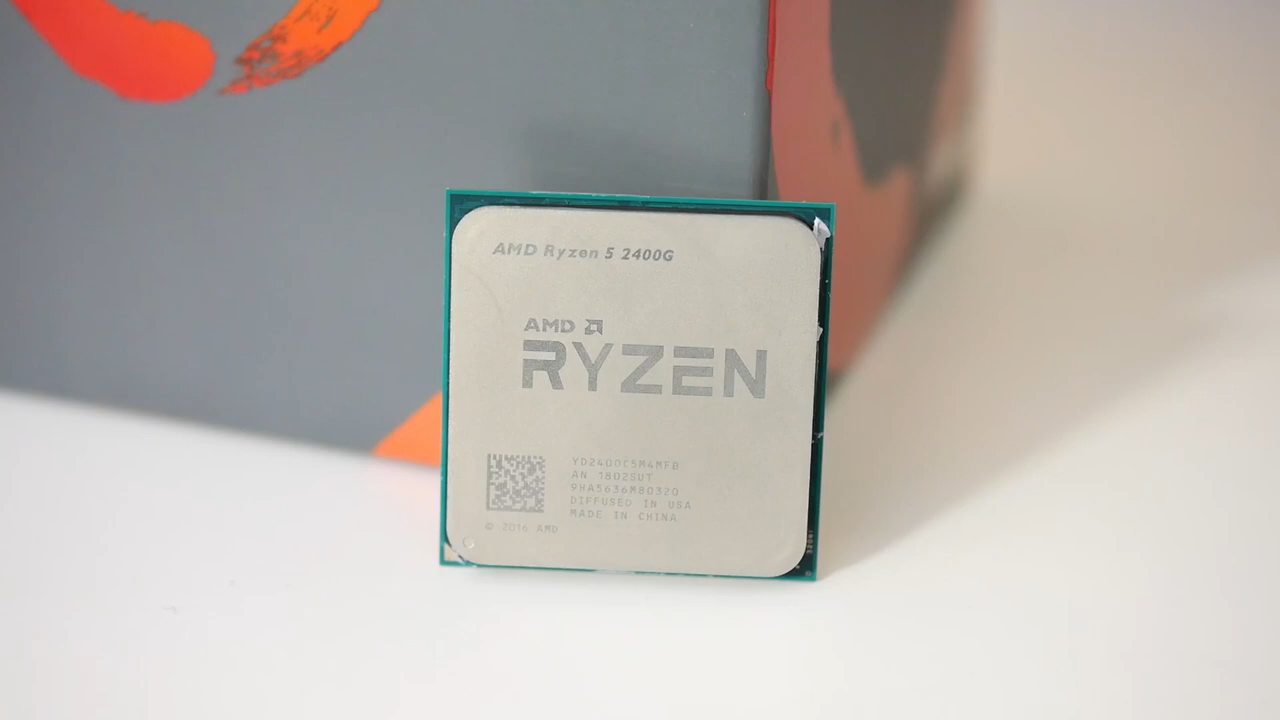 AMD Ryzen 5 2400G
AMD
RYZEN
YD2400C5M4MFB
AN 1802SUT
9HA5636M80320
DIFFUSED IN USA
MADE IN CHINA
© 2016 AMD